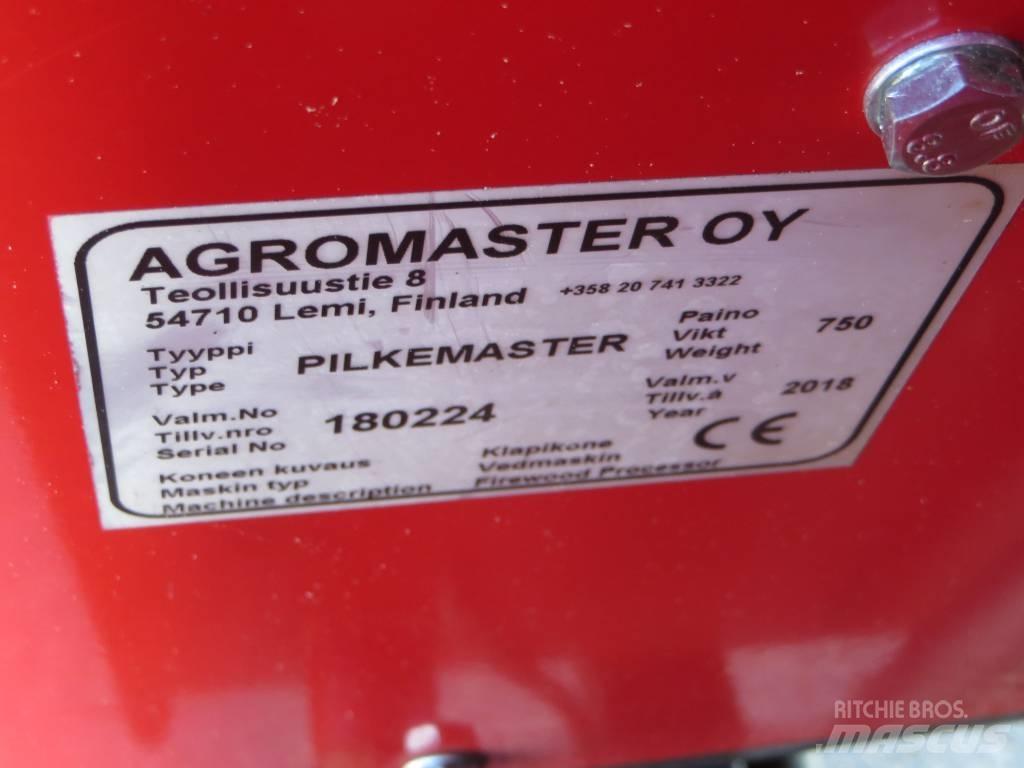 OF
8.8
AGROMASTER OY
Teollisuustie 8
54710 Lemi, Finland +358 20 741 3322
Tyyppi
Typ
Type
PILKEMASTER
Paino
Vikt
Weight
750
Valm.No
Tillv.nro
Serial No
180224
Valm.v
Tillv.å
Year
2018
CE
Koneen kuvaus Klapikone
Maskin typ Vedmaskin
Machine description Firewood Processor
RITCHIE BROS.
MASCUS